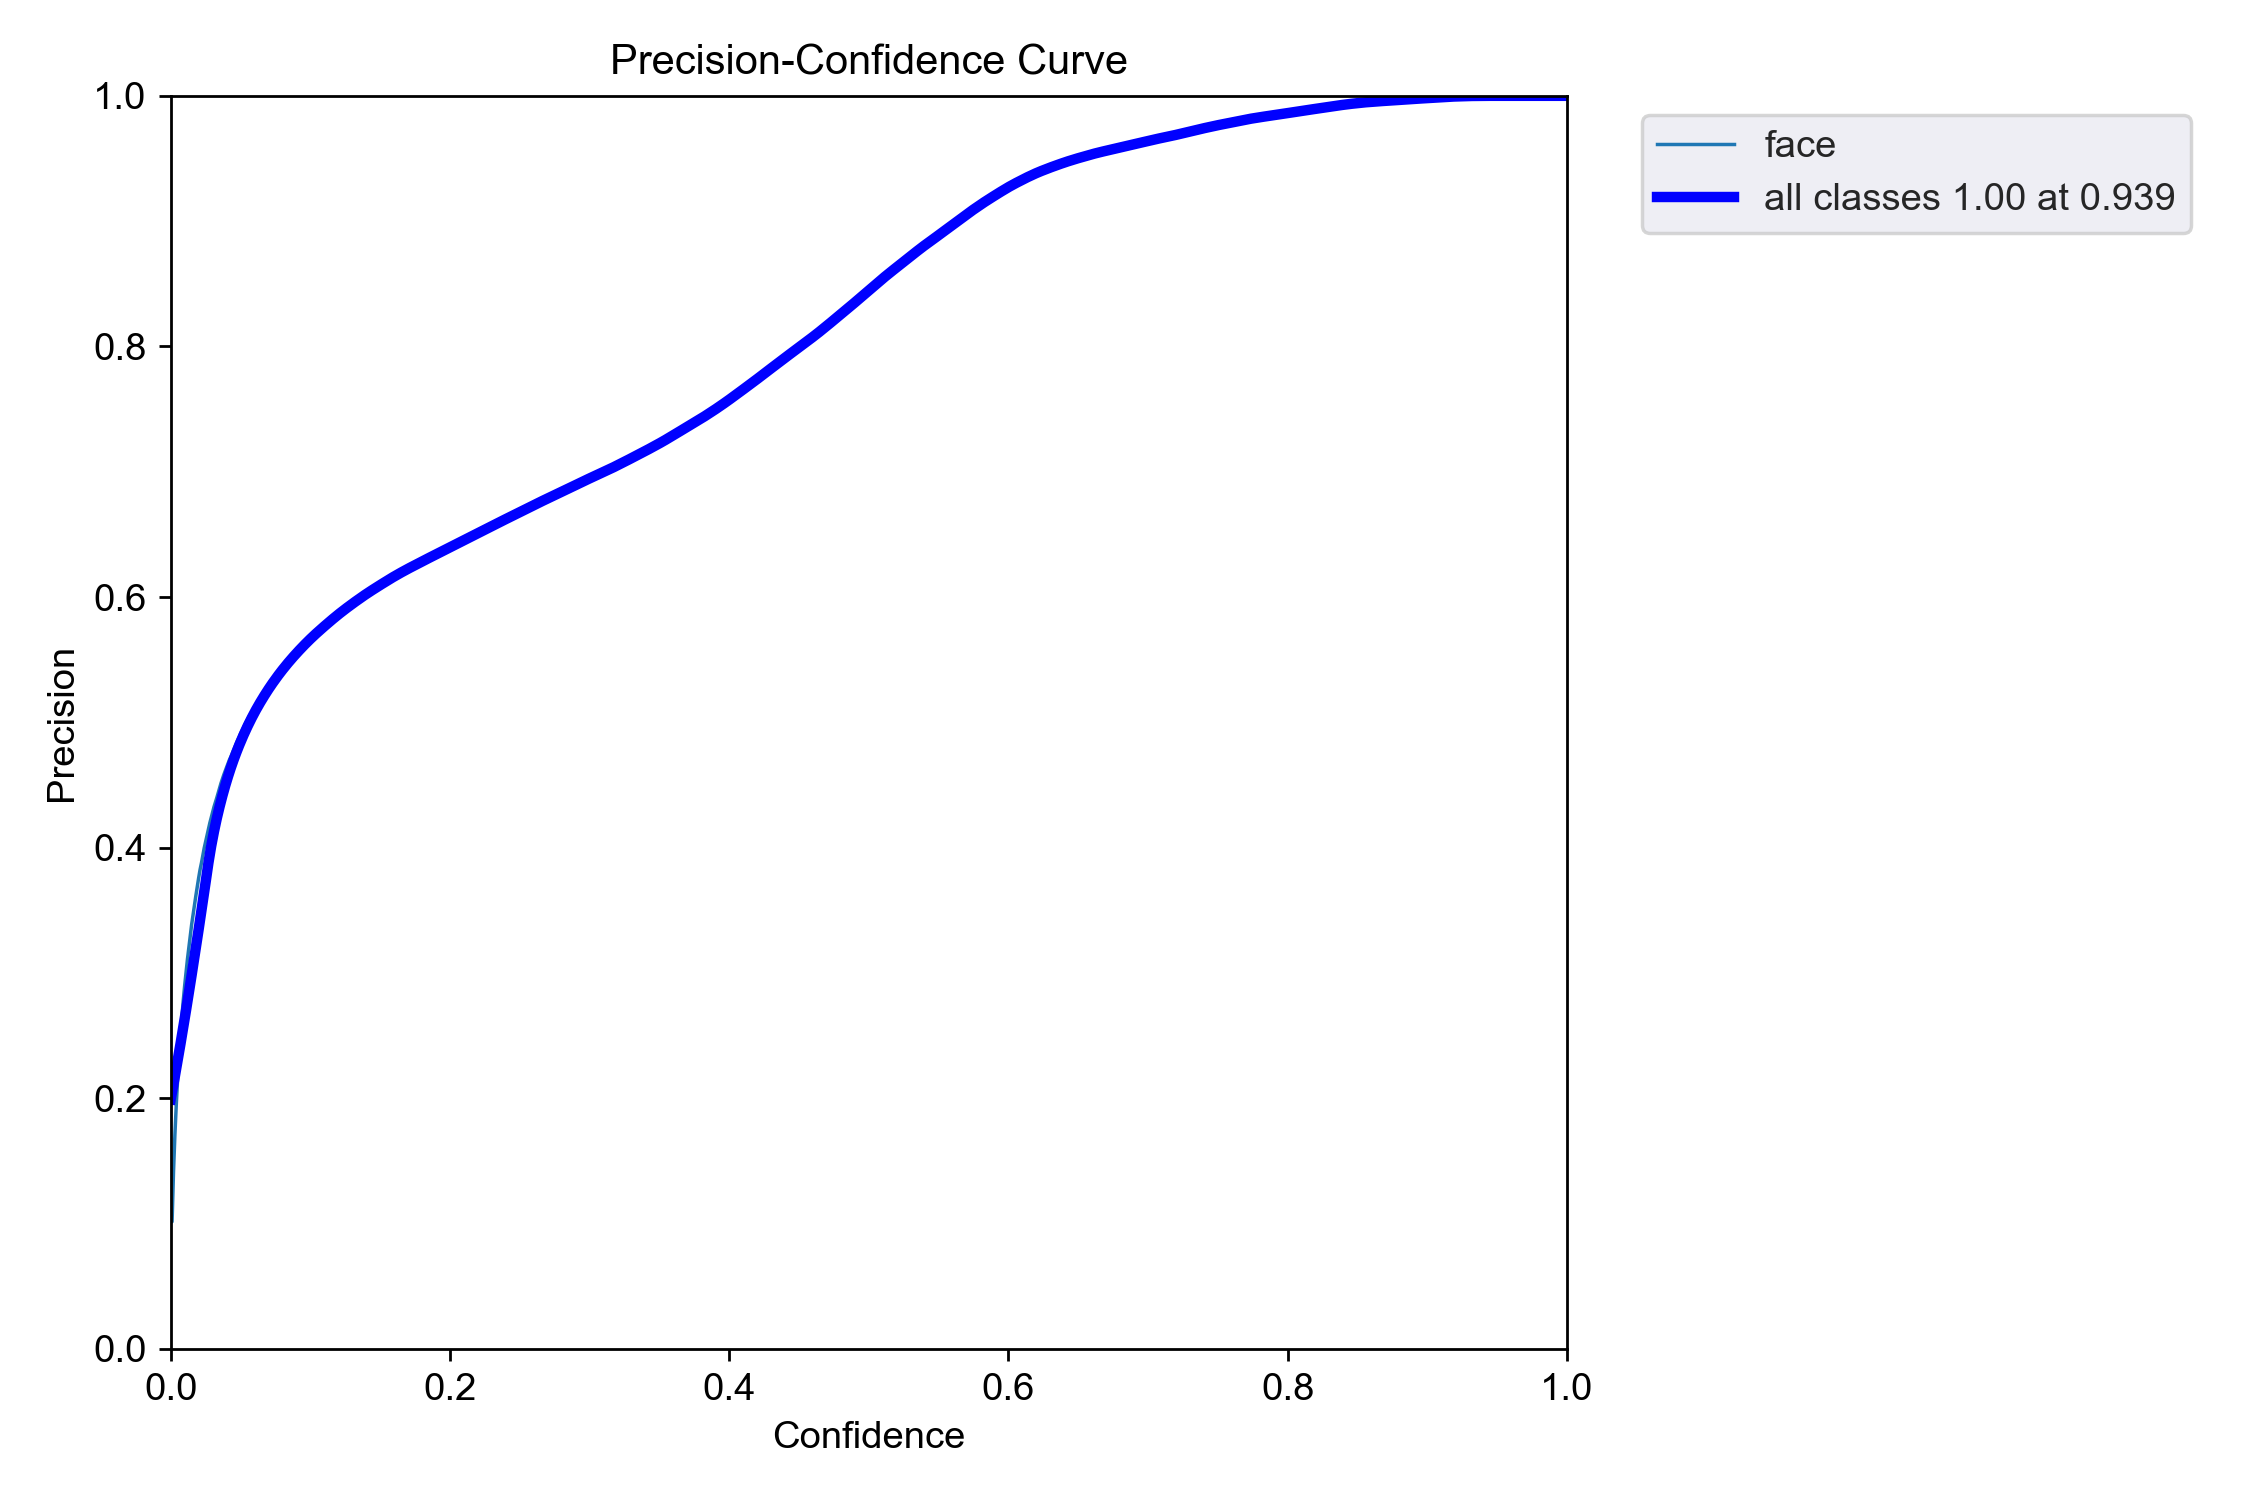 Precision-Confidence Curve
1.0
0.8
0.6
0.4
0.2
0.0
Precision
0.0 0.2 0.4 0.6 0.8 1.0
Confidence
face
all classes 1.00 at 0.939